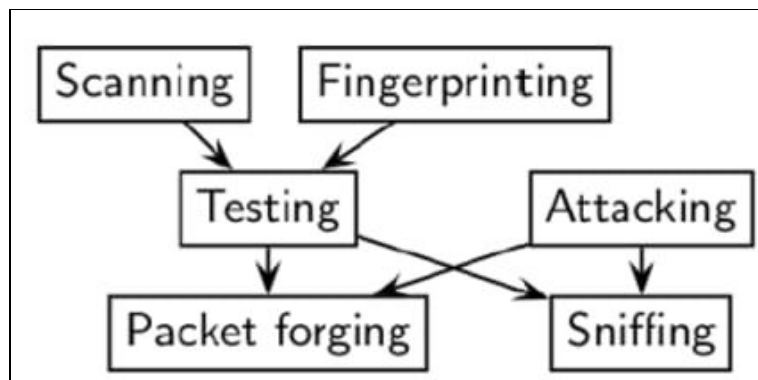 Scanning
Fingerprinting
Testing
Attacking
Packet forging
Sniffing